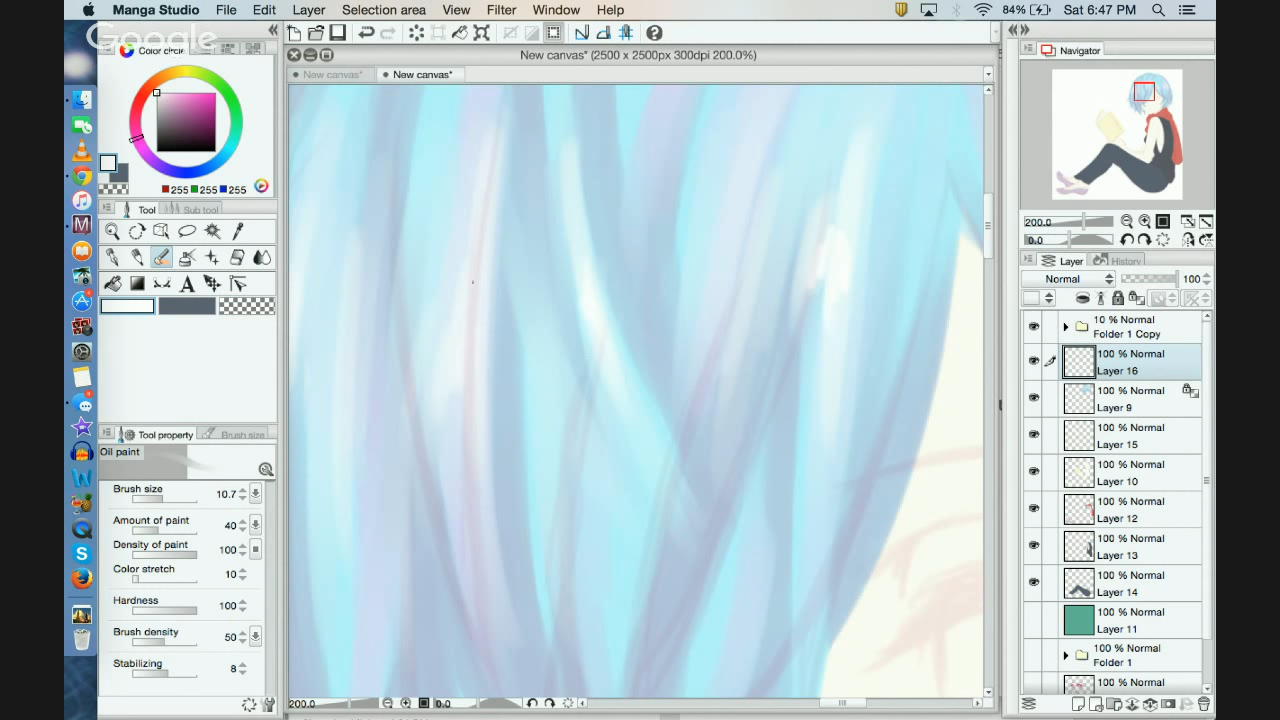 Manga Studio File Edit Layer Selection area View Filter Window Help 84% Sat 6:47 PM
Google
Color circle
New canvas* (2500 x 2500px 300dpi 200.0%)
Navigator
New canvas* New canvas*
255 255 255
Tool Sub tool
200.0
0.0
Layer History
Normal 100
10 % Normal
Folder 1 Copy
100 % Normal
Layer 16
100 % Normal
Layer 9
100 % Normal
Layer 15
100 % Normal
Layer 10
100 % Normal
Layer 12
100 % Normal
Layer 13
100 % Normal
Layer 14
100 % Normal
Layer 11
100 % Normal
Folder 1
100 % Normal
Tool property Brush size
Oil paint
Brush size 10.7
Amount of paint 40
Density of paint 100
Color stretch 10
Hardness 100
Brush density 50
Stabilizing 8
200.0 0.0